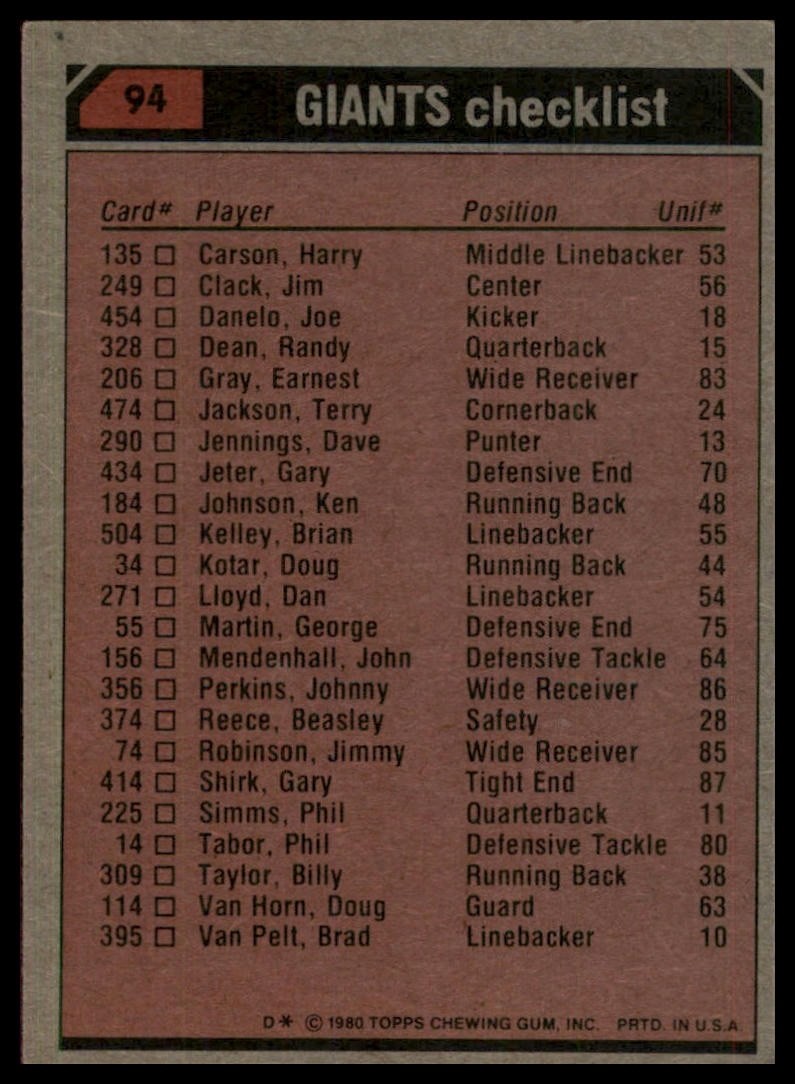 94 GIANTS checklist
Card# Player Position Unif#
135 □ Carson, Harry Middle Linebacker 53
249 □ Clack, Jim Center 56
454 □ Danelo, Joe Kicker 18
328 □ Dean, Randy Quarterback 15
206 □ Gray, Earnest Wide Receiver 83
474 □ Jackson, Terry Cornerback 24
290 □ Jennings, Dave Punter 13
434 □ Jeter, Gary Defensive End 70
184 □ Johnson, Ken Running Back 48
504 □ Kelley, Brian Linebacker 55
34 □ Kotar, Doug Running Back 44
271 □ Lloyd, Dan Linebacker 54
55 □ Martin, George Defensive End 75
156 □ Mendenhall, John Defensive Tackle 64
356 □ Perkins, Johnny Wide Receiver 86
374 □ Reece, Beasley Safety 28
74 □ Robinson, Jimmy Wide Receiver 85
414 □ Shirk, Gary Tight End 87
225 □ Simms, Phil Quarterback 11
14 □ Tabor, Phil Defensive Tackle 80
309 □ Taylor, Billy Running Back 38
114 □ Van Horn, Doug Guard 63
395 □ Van Pelt, Brad Linebacker 10
D* © 1980 TOPPS CHEWING GUM, INC. PRTD. IN U.S.A.